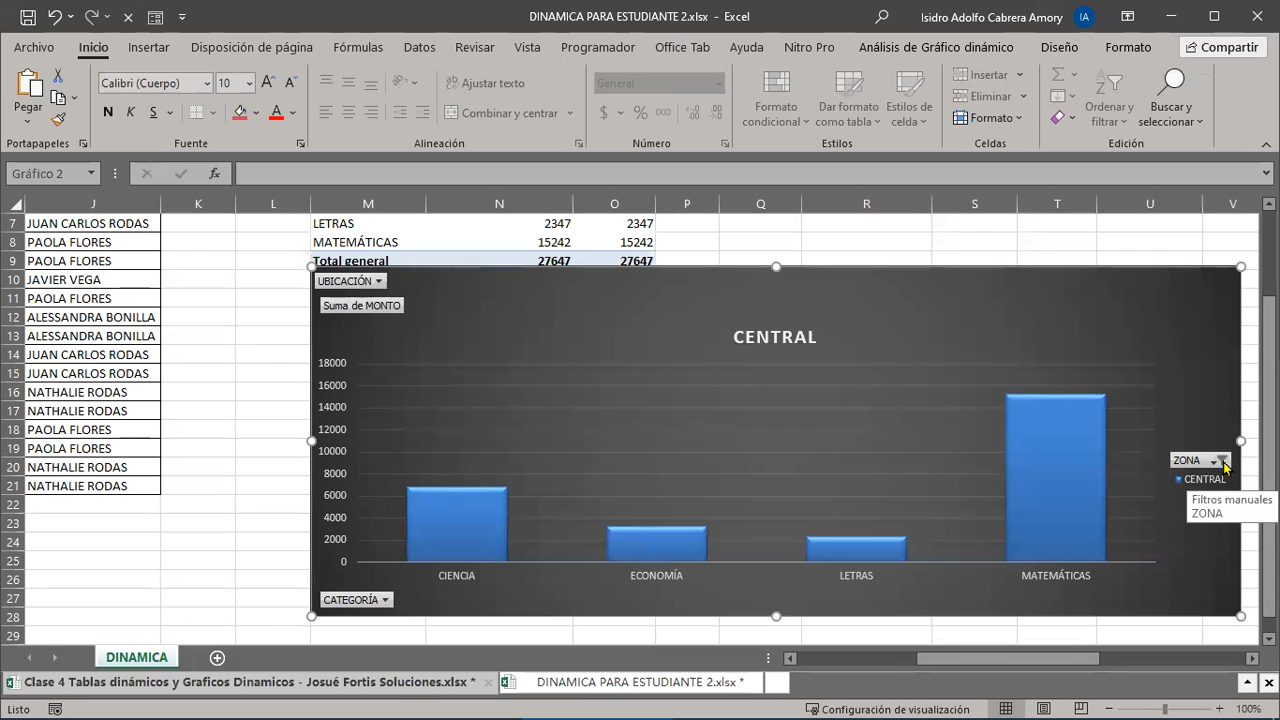 DINAMICA PARA ESTUDIANTE 2.xlsx - Excel
Isidro Adolfo Cabrera Amory IA
Archivo Inicio Insertar Disposición de página Fórmulas Datos Revisar Vista Programador Office Tab Ayuda Nitro Pro Análisis de Gráfico dinámico Diseño Formato Compartir
Calibri (Cuerpo) 10 Ajustar texto General Insertar
Pegar N K S Combinar y centrar $ % 000 Formato condicional Dar formato como tabla Estilos de celda Eliminar Ordenar y filtrar Buscar y seleccionar
Formato
Portapapeles Fuente Alineación Número Estilos Celdas Edición
Gráfico 2 fx
J K L M N O P Q R S T U V
7 JUAN CARLOS RODAS LETRAS 2347 2347
8 PAOLA FLORES MATEMÁTICAS 15242 15242
9 PAOLA FLORES Total general 27647 27647
10 JAVIER VEGA
11 PAOLA FLORES
12 ALESSANDRA BONILLA
13 ALESSANDRA BONILLA
14 JUAN CARLOS RODAS
15 JUAN CARLOS RODAS
16 NATHALIE RODAS
17 NATHALIE RODAS
18 PAOLA FLORES
19 PAOLA FLORES
20 NATHALIE RODAS
21 NATHALIE RODAS
22
23
24
25
26
27
28
29
UBICACIÓN
Suma de MONTO
CENTRAL
18000
16000
14000
12000
10000
8000
6000
4000
2000
0
CIENCIA ECONOMÍA LETRAS MATEMÁTICAS
CATEGORÍA
ZONA
CENTRAL
Filtros manuales
ZONA
DINAMICA
Clase 4 Tablas dinámicos y Graficos Dinamicos - Josué Fortis Soluciones.xlsx * DINAMICA PARA ESTUDIANTE 2.xlsx *
Listo Configuración de visualización 100%